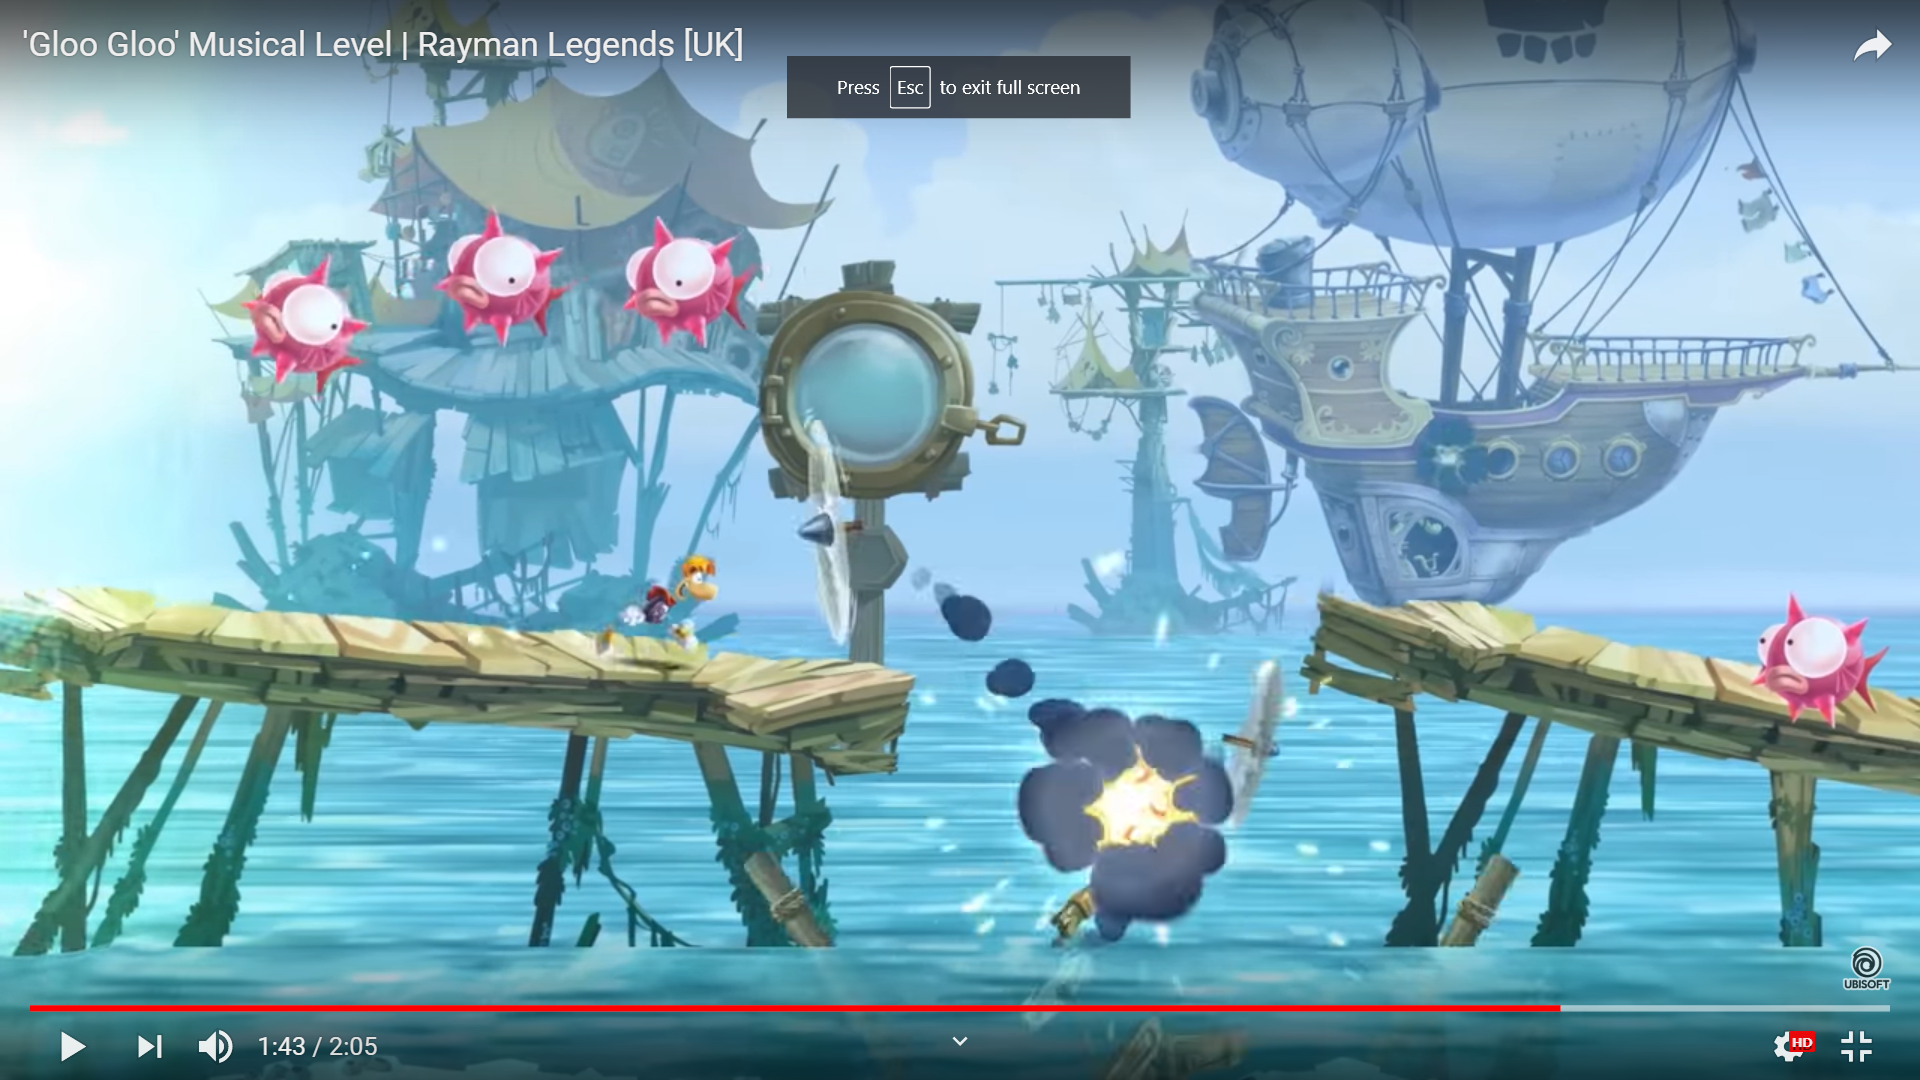 'Gloo Gloo' Musical Level | Rayman Legends [UK]
Press Esc to exit full screen
UBISOFT
1:43 / 2:05
HD